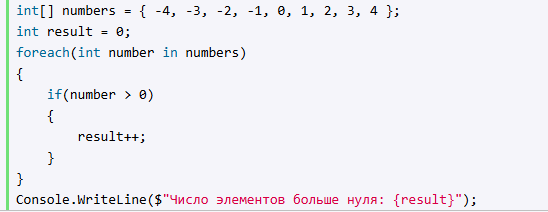 int[] numbers = { -4, -3, -2, -1, 0, 1, 2, 3, 4 };
int result = 0;
foreach(int number in numbers)
{
    if(number > 0)
    {
        result++;
    }
}
Console.WriteLine($"Число элементов больше нуля: {result}");